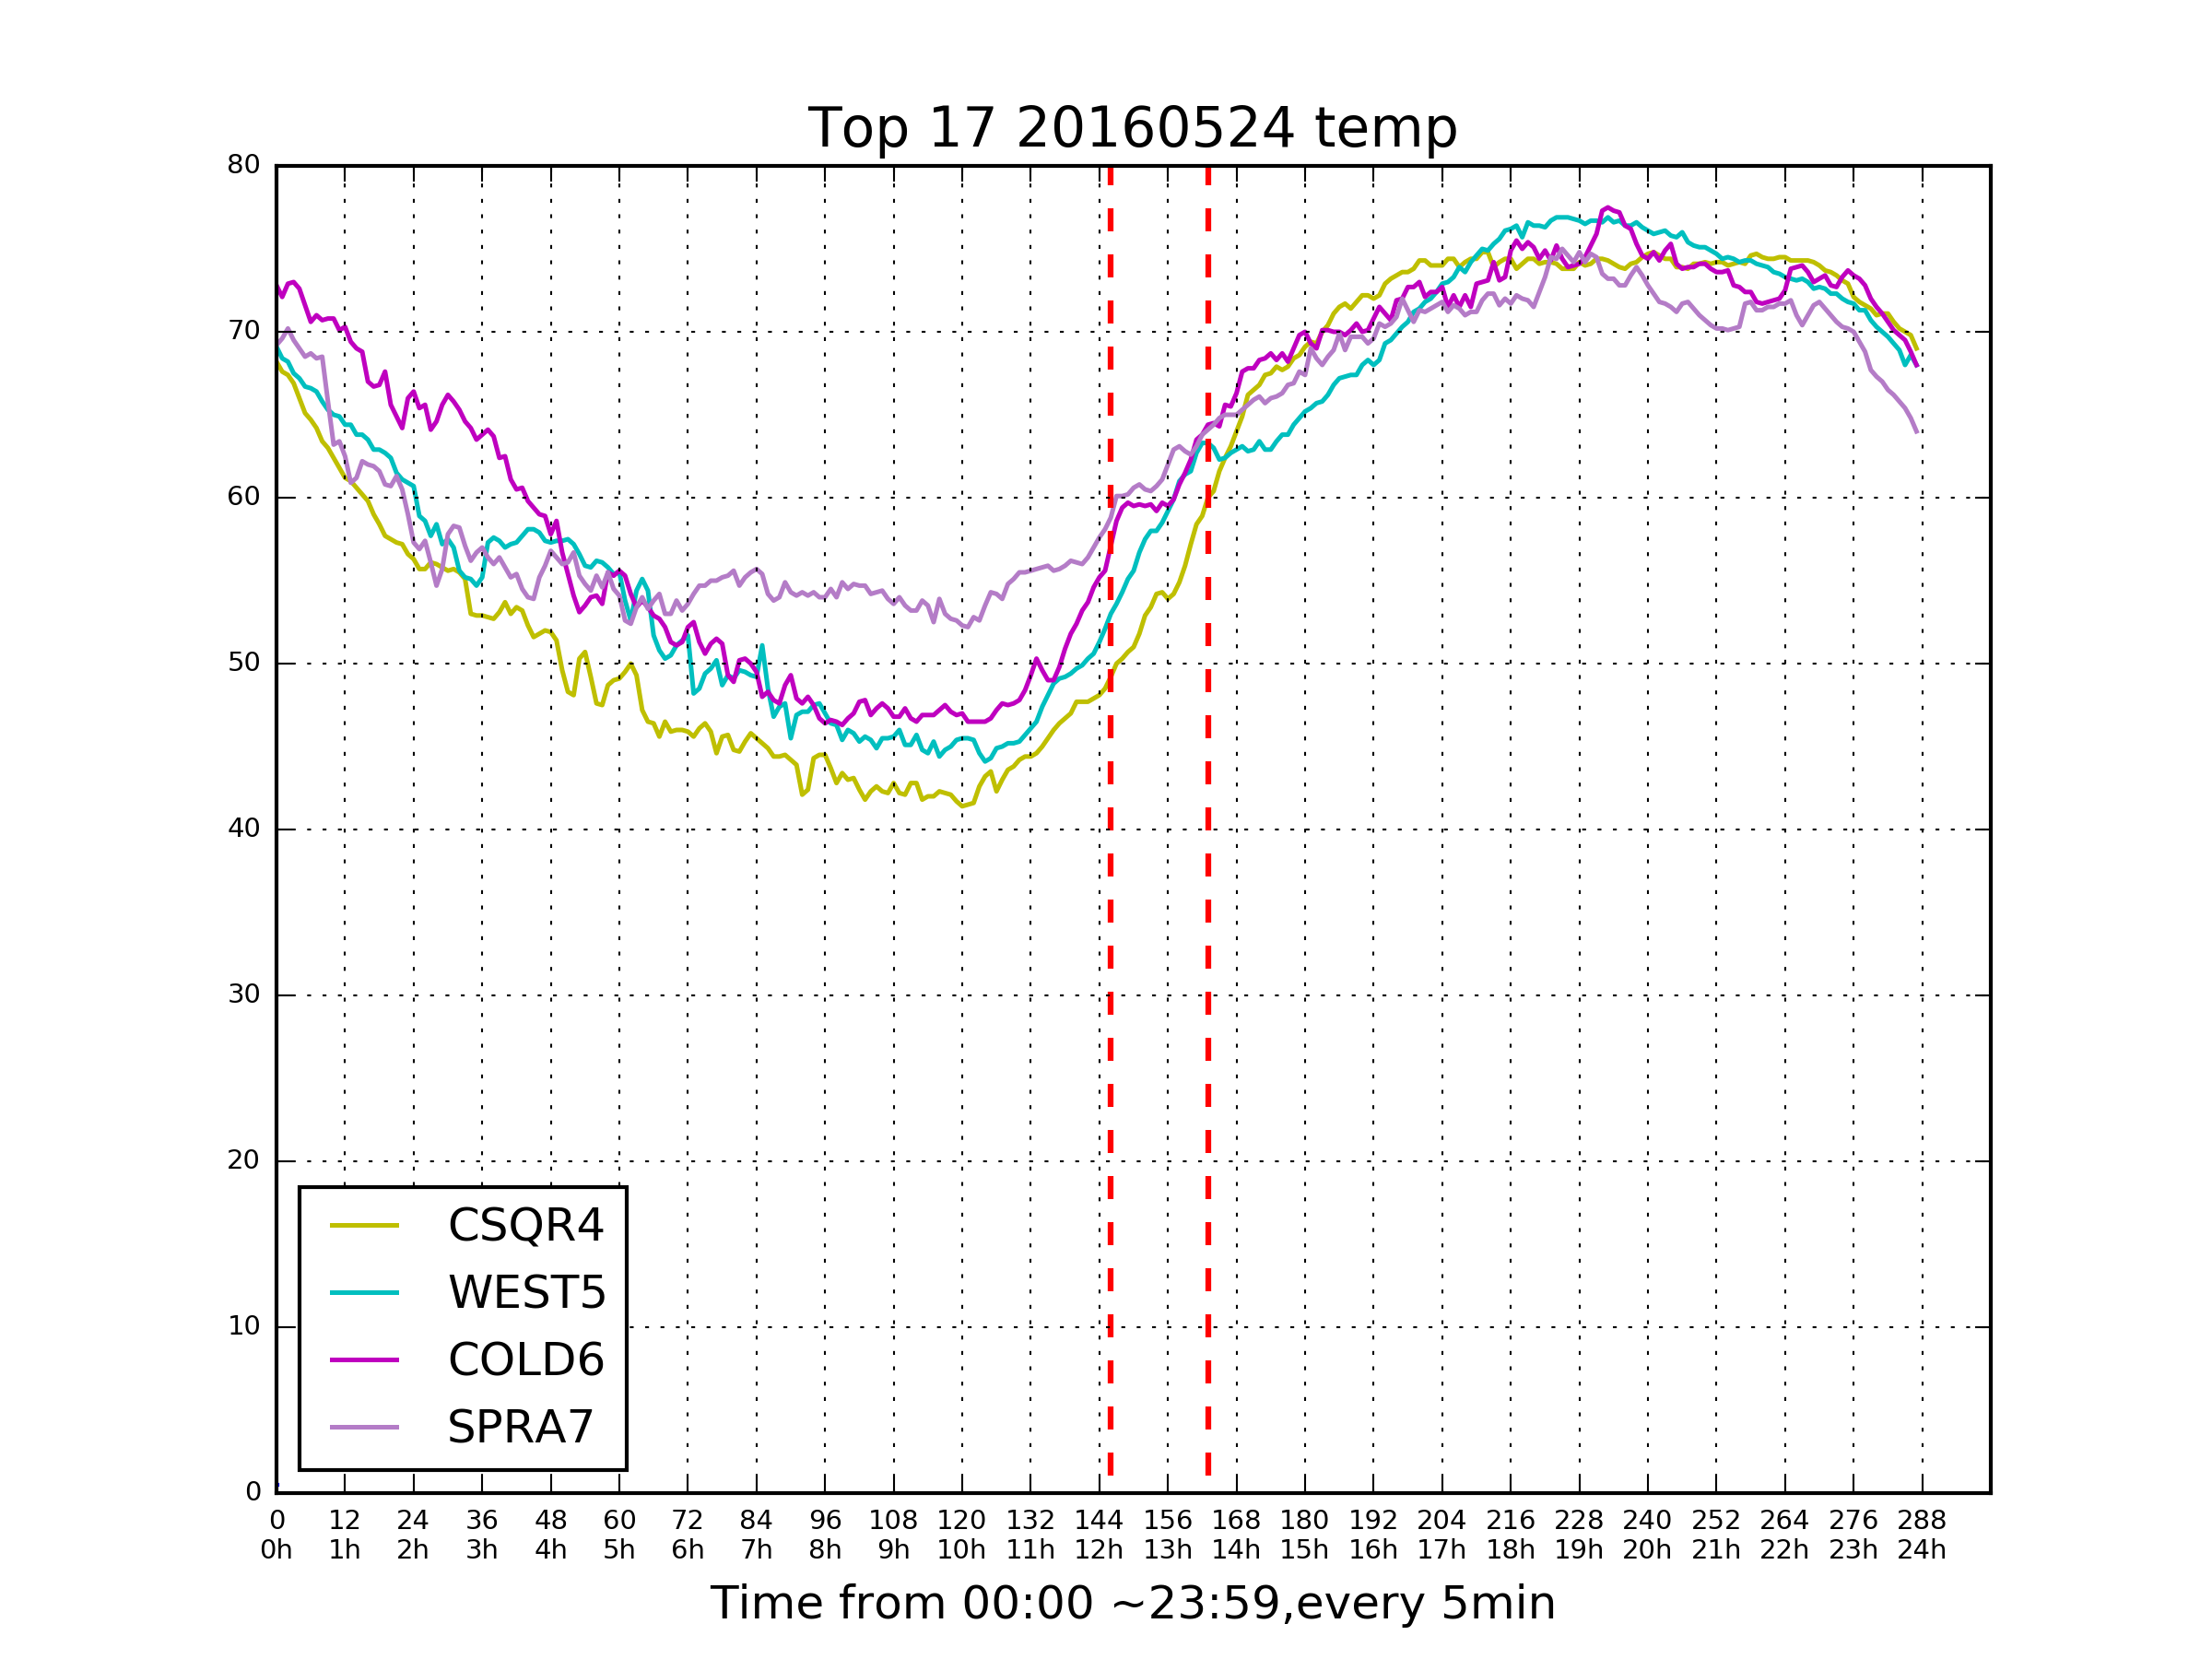 Top 17 20160524 temp
80
70
60
50
40
30
20
10
0
CSQR4
WEST5
COLD6
SPRA7
0 12 24 36 48 60 72 84 96 108 120 132 144 156 168 180 192 204 216 228 240 252 264 276 288
0h 1h 2h 3h 4h 5h 6h 7h 8h 9h 10h 11h 12h 13h 14h 15h 16h 17h 18h 19h 20h 21h 22h 23h 24h
Time from 00:00 ~23:59,every 5min